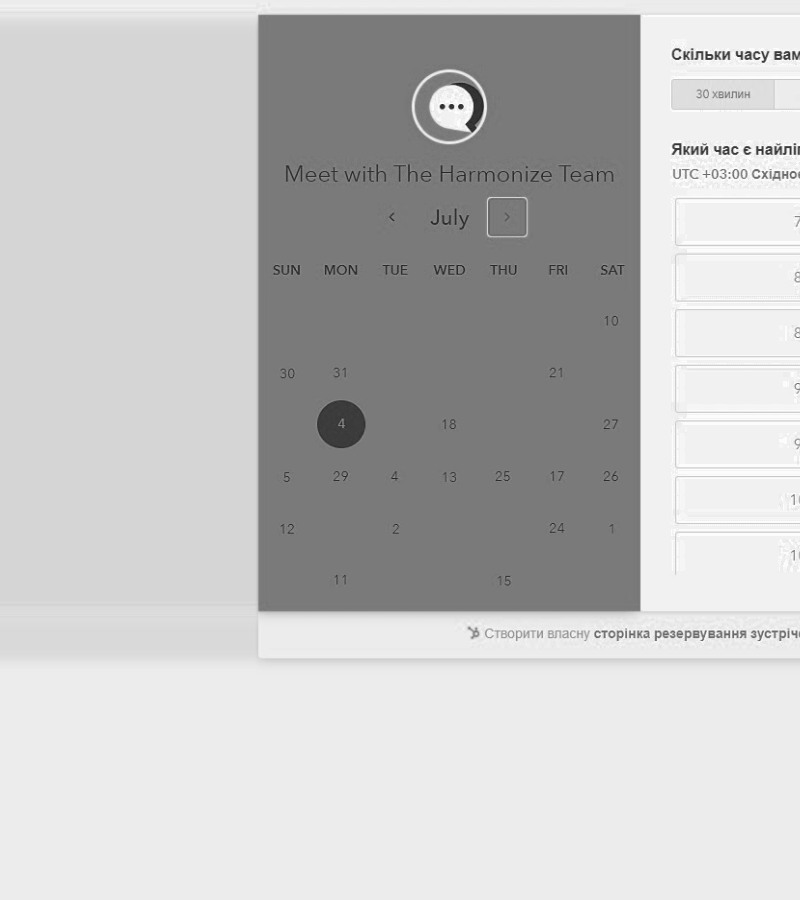 Meet with The Harmonize Team
July
SUN MON TUE WED THU FRI SAT
10
30 31 21
4 18 27
5 29 4 13 25 17 26
12 2 24 1
11 15
Скільки часу вам
30 хвилин
Який час є найлі
UTC +03:00 Східно
7
8
8
9
9
10
10
Створити власну сторінка резервування зустріч